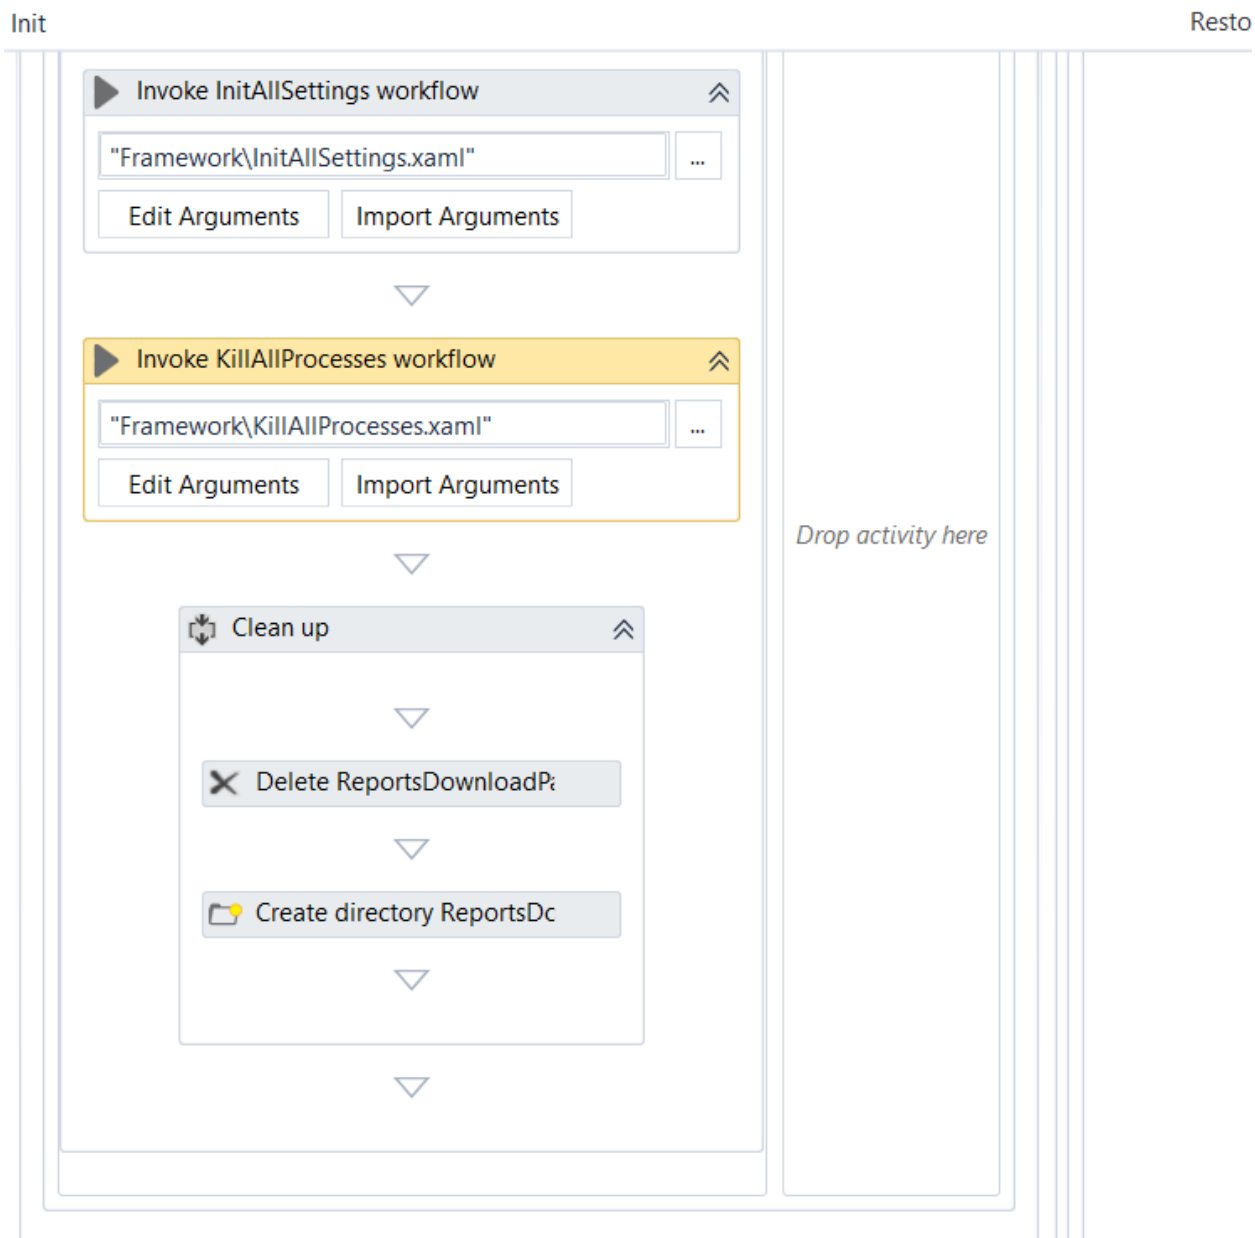 Init
Resto
Invoke InitAllSettings workflow
"Framework\InitAllSettings.xaml"
...
Edit Arguments
Import Arguments
Invoke KillAllProcesses workflow
"Framework\KillAllProcesses.xaml"
...
Edit Arguments
Import Arguments
Drop activity here
Clean up
Delete ReportsDownloadPa
Create directory ReportsDc